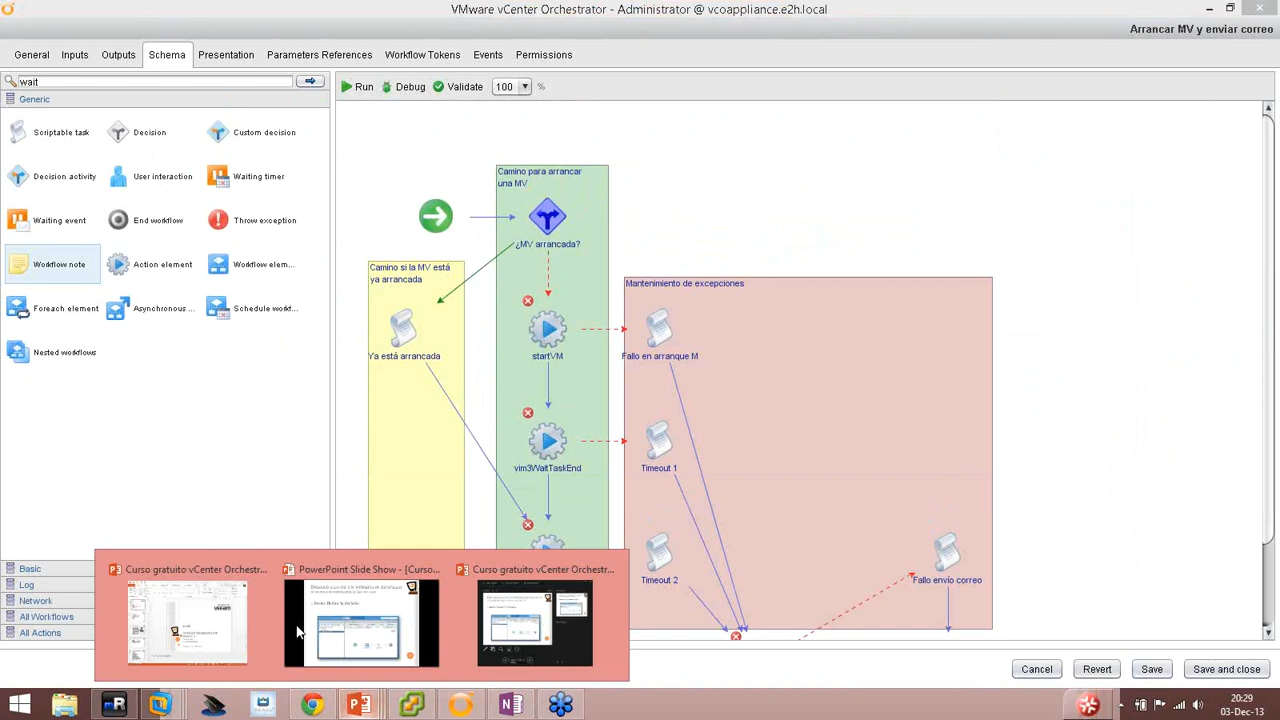 VMware vCenter Orchestrator - Administrator @ vcoappliance.e2h.local
Arrancar MV y enviar correo
General Inputs Outputs Schema Presentation Parameters References Workflow Tokens Events Permissions
wait
Run Debug Validate 100 %
Generic
Scriptable task Decision Custom decision
Decision activity User interaction Waiting timer
Waiting event End workflow Throw exception
Workflow note Action element Workflow elem...
Foreach element Asynchronous ... Schedule workf...
Nested workflows
Camino para arrancar
una MV
¿MV arrancada?
Camino si la MV está
ya arrancada
Mantenimiento de excepciones
Ya está arrancada
startVM
Fallo en arranque M
vim3WaitTaskEnd
Timeout 1
Timeout 2
Fallo envío correo
Basic
Log
Network
All Workflows
All Actions
Curso gratuito vCenter Orchestr...
PowerPoint Slide Show - [Curso...
Curso gratuito vCenter Orchestr...
Cancel Revert Save Save and close
20:29
03-Dec-13